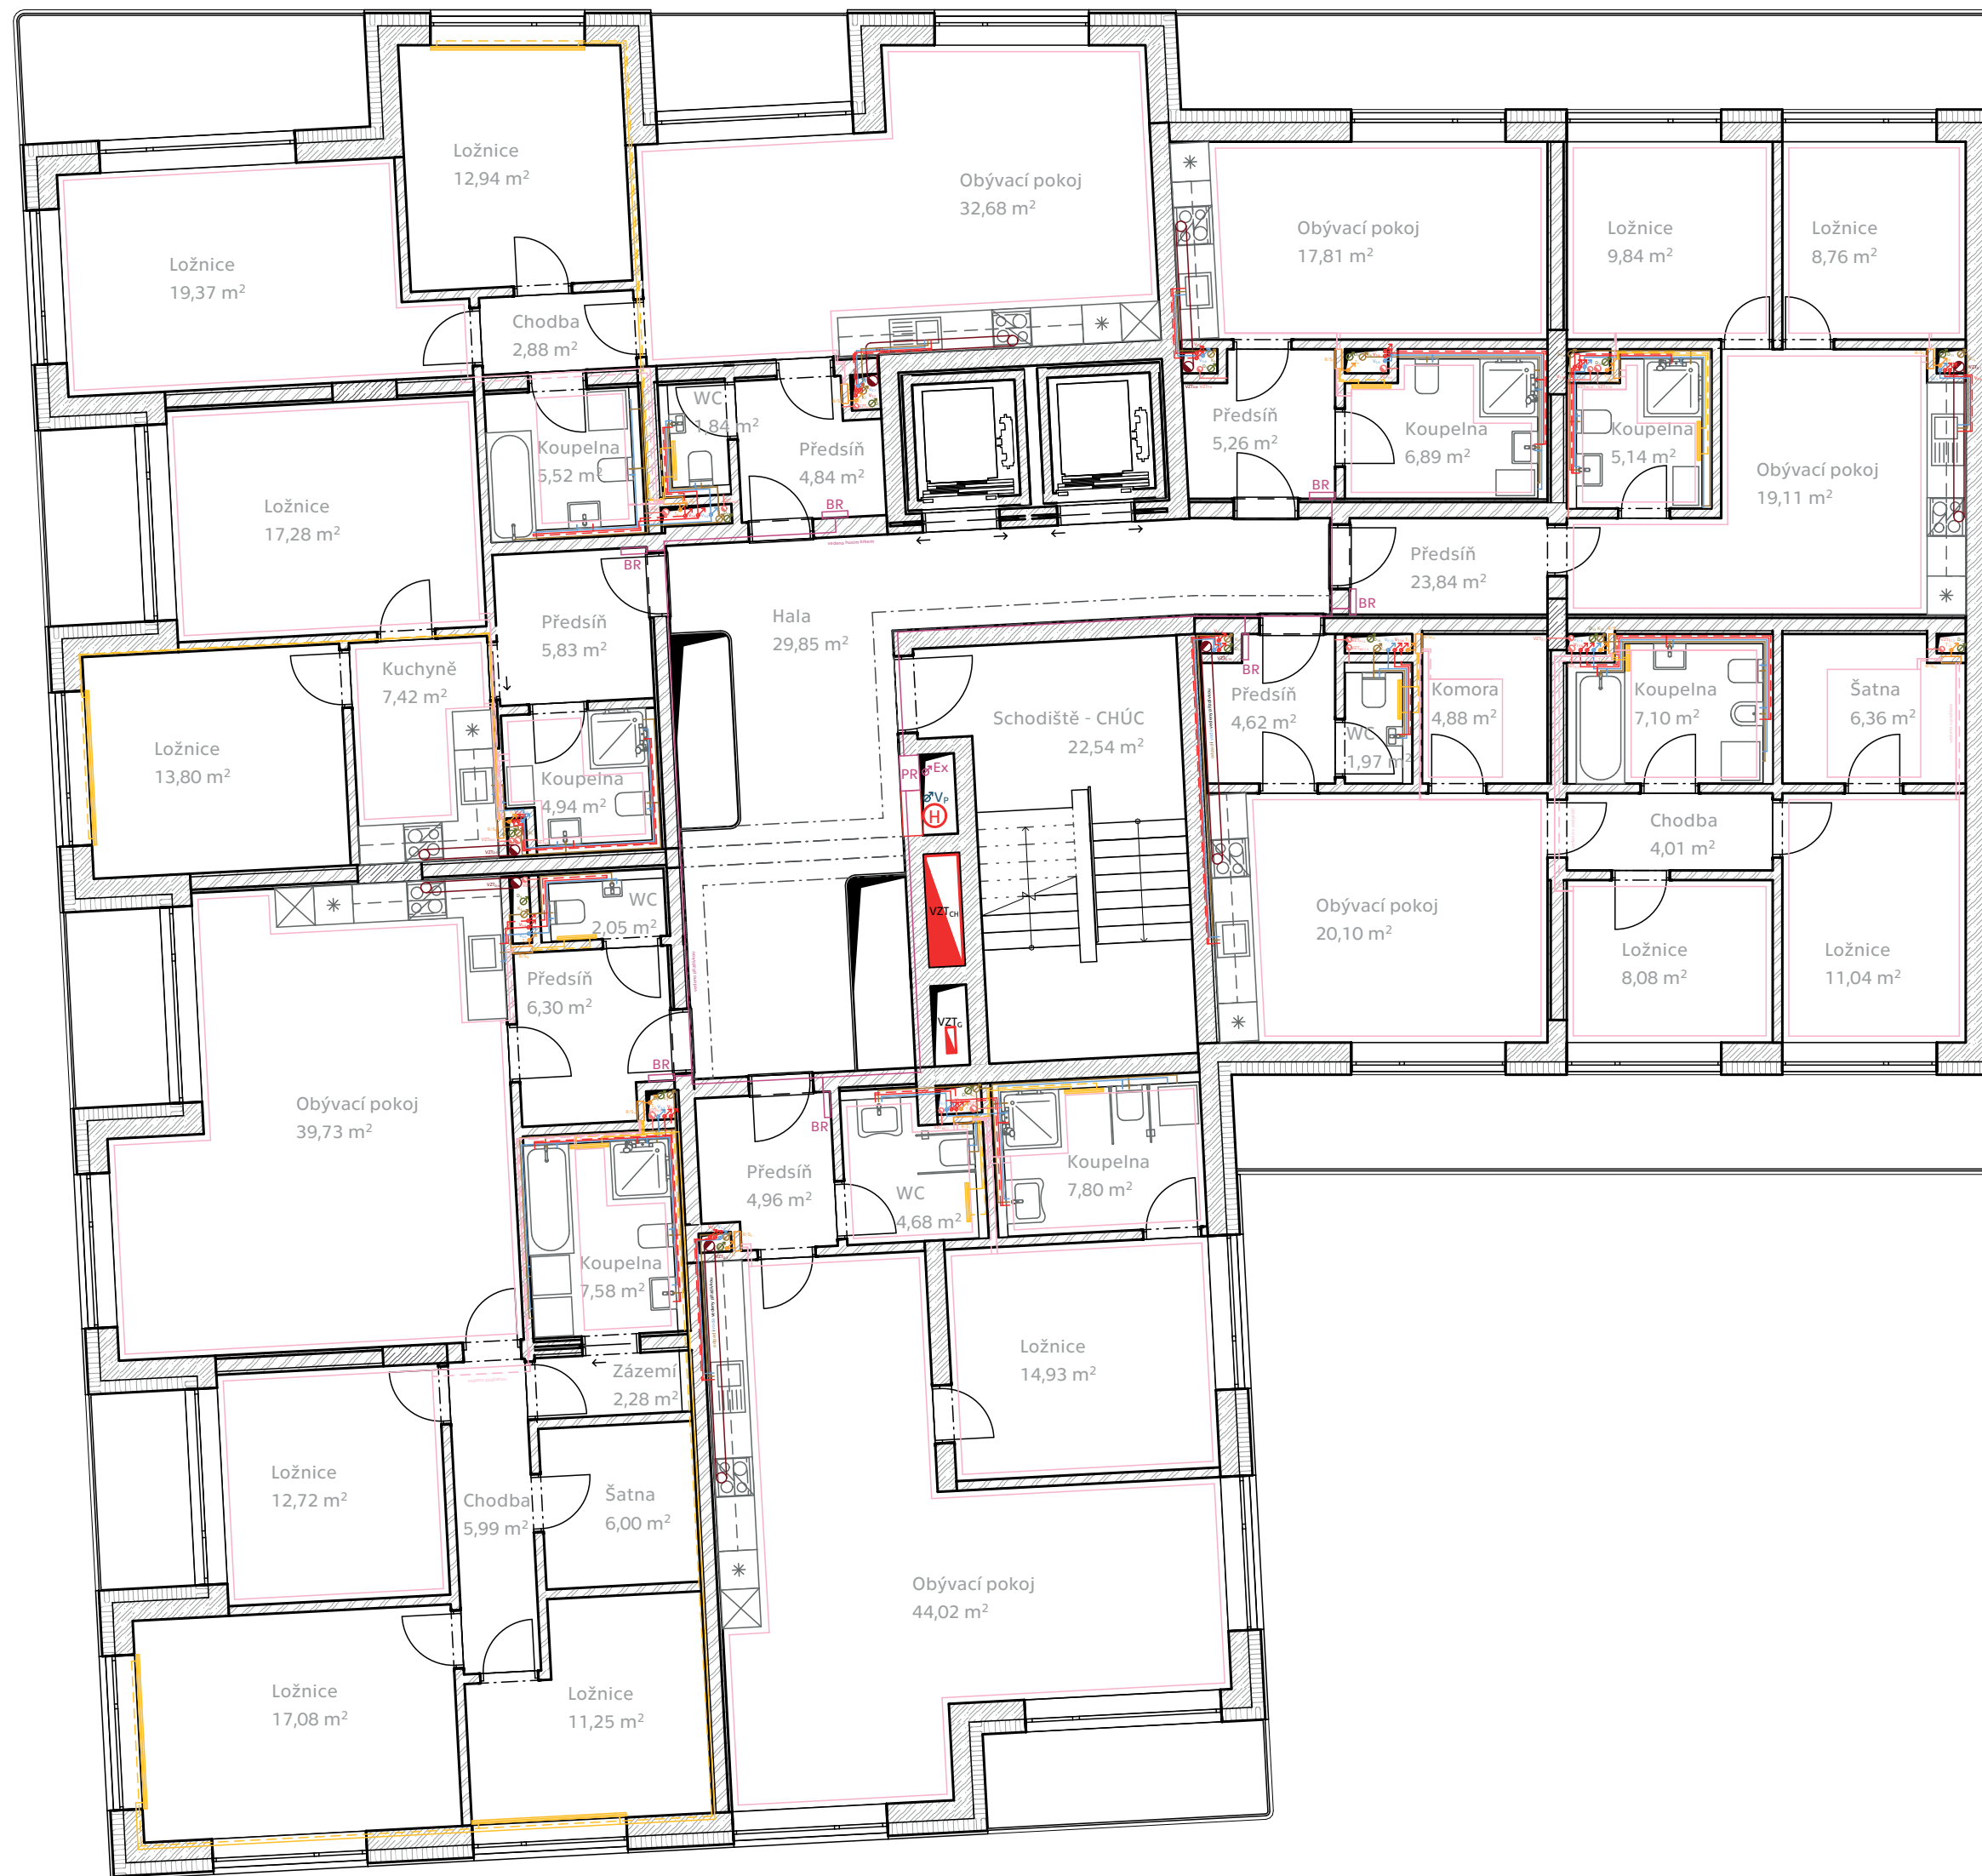 Ložnice
12,94 m²
Obývací pokoj
32,68 m²
Obývací pokoj
17,81 m²
Ložnice
9,84 m²
Ložnice
8,76 m²
Ložnice
19,37 m²
Chodba
2,88 m²
WC
1,84 m²
Koupelna
5,52 m²
Předsíň
4,84 m²
Předsíň
5,26 m²
Koupelna
6,89 m²
Koupelna
5,14 m²
Obývací pokoj
19,11 m²
Ložnice
17,28 m²
BR
BR
BR
Předsíň
23,84 m²
BR
Předsíň
5,83 m²
Hala
29,85 m²
Kuchyně
7,42 m²
BR
Předsíň
4,62 m²
WC
1,97 m²
Komora
4,88 m²
Koupelna
7,10 m²
Šatna
6,36 m²
Schodiště - CHÚC
22,54 m²
Ložnice
13,80 m²
Koupelna
4,94 m²
PR
Ex
VP
H
Chodba
4,01 m²
VZTCH
Obývací pokoj
20,10 m²
WC
2,05 m²
Ložnice
8,08 m²
Ložnice
11,04 m²
Předsíň
6,30 m²
VZTG
BR
Obývací pokoj
39,73 m²
BR
Předsíň
4,96 m²
WC
4,68 m²
Koupelna
7,80 m²
Koupelna
7,58 m²
Ložnice
14,93 m²
Zázemí
2,28 m²
Ložnice
12,72 m²
Chodba
5,99 m²
Šatna
6,00 m²
Obývací pokoj
44,02 m²
Ložnice
17,08 m²
Ložnice
11,25 m²